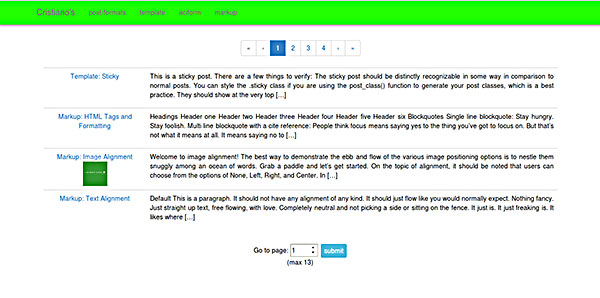 Cristiano's post formats template actions markup
« ‹ 1 2 3 4 › »
Template: Sticky
This is a sticky post. There are a few things to verify: The sticky post should be distinctly recognizable in some way in comparison to
normal posts. You can style the .sticky class if you are using the post_class() function to generate your post classes, which is a best
practice. They should show at the very top [...]
Markup: HTML Tags and
Formatting
Headings Header one Header two Header three Header four Header five Header six Blockquotes Single line blockquote: Stay hungry.
Stay foolish. Multi line blockquote with a cite reference: People think focus means saying yes to the thing you've got to focus on. But that's
not what it means at all. It means saying no to [...]
Markup: Image Alignment
Welcome to image alignment! The best way to demonstrate the ebb and flow of the various image positioning options is to nestle them
snuggly among an ocean of words. Grab a paddle and let's get started. On the topic of alignment, it should be noted that users can
choose from the options of None, Left, Right, and Center. In [...]
Markup: Text Alignment
Default This is a paragraph. It should not have any alignment of any kind. It should just flow like you would normally expect. Nothing fancy.
Just straight up text, free flowing, with love. Completely neutral and not picking a side or sitting on the fence. It just is. It just freaking is. It
likes where [...]
Go to page: 1 submit
(max 13)